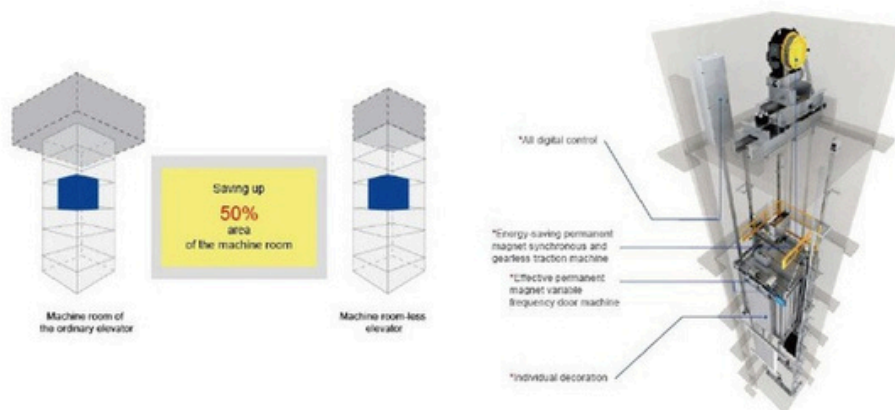 Saving up
50%
area
of the machine room
Machine room of
the ordinary elevator
Machine room-less
elevator
*All digital control
*Energy-saving permanent
magnet synchronous and
gearless traction machine
*Effective permanent
magnet variable
frequency door machine
*Individual decoration